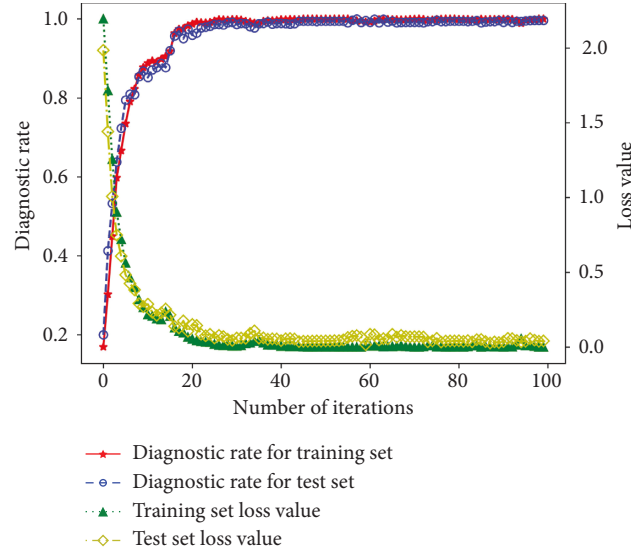 1.0
0.8
0.6
0.4
0.2
Diagnostic rate
2.0
1.5
1.0
0.5
0.0
Loss value
0 20 40 60 80 100
Number of iterations
Diagnostic rate for training set
Diagnostic rate for test set
Training set loss value
Test set loss value